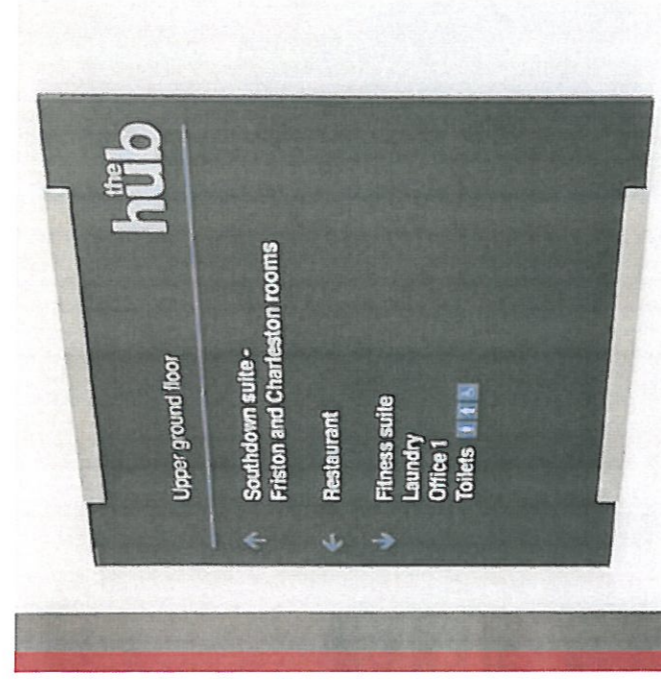 the
hub
Upper ground floor
Southdown suite -
Friston and Charleston rooms
Restaurant
Fitness suite
Laundry
Office 1
Toilets